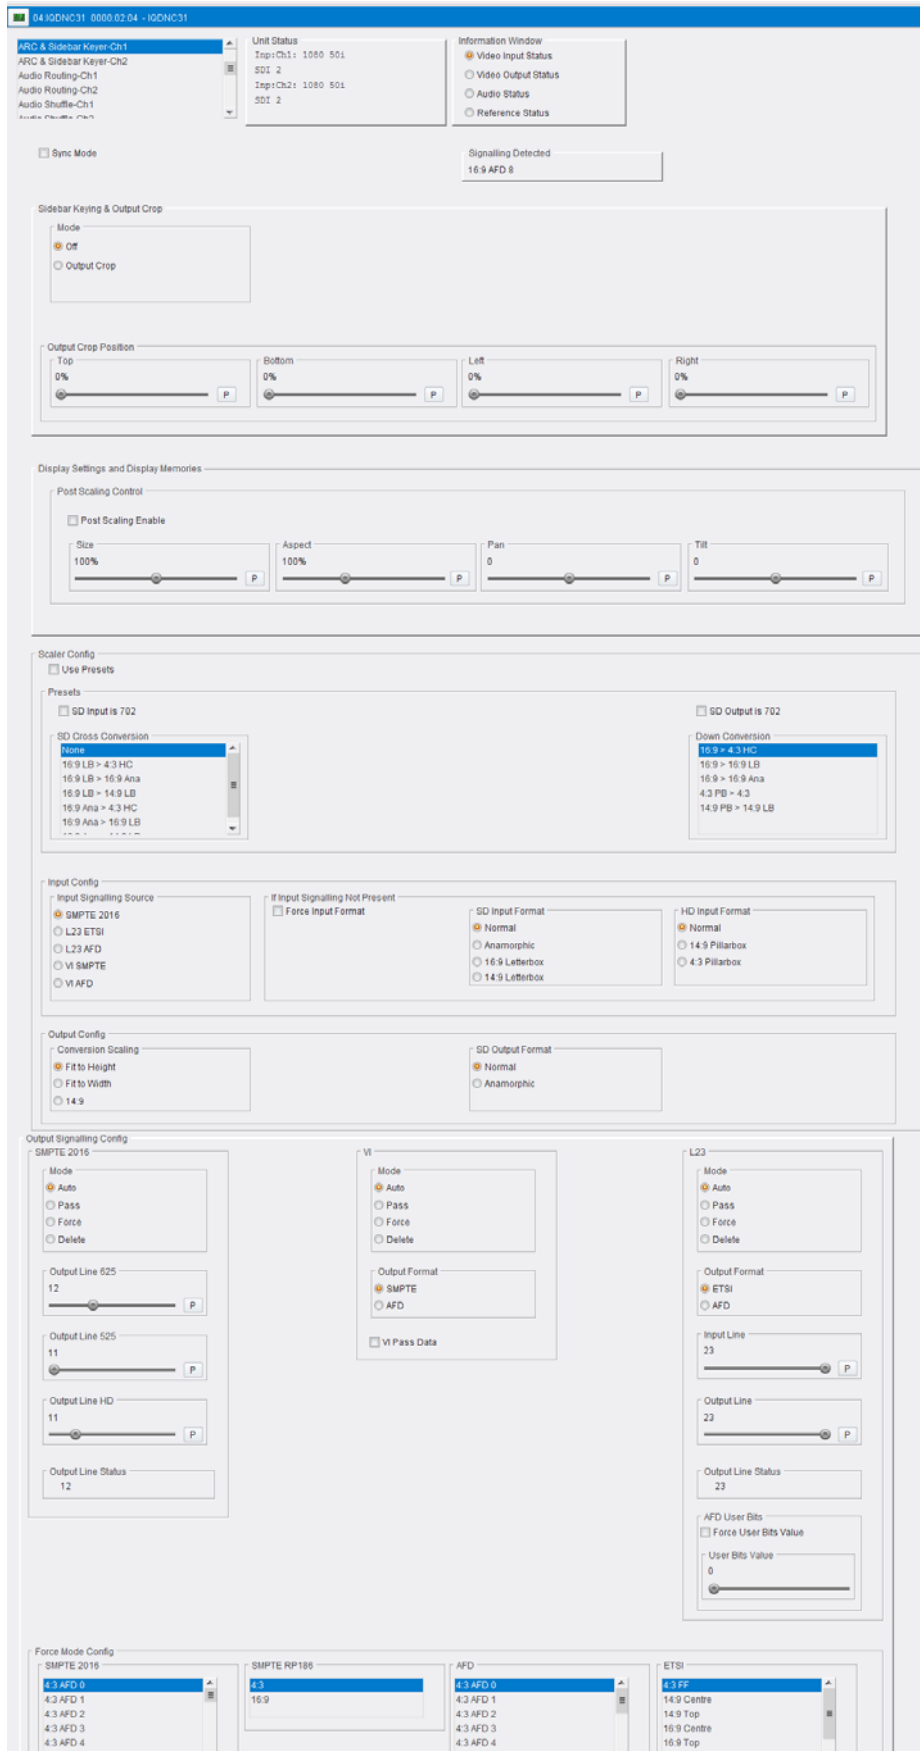 04:IQDNC31 0000:02:04 - IQDNC31
ARC & Sidebar Keyer-Ch1
ARC & Sidebar Keyer-Ch2
Audio Routing-Ch1
Audio Routing-Ch2
Audio Shuffle-Ch1
Audio Shuffle-Ch2
Unit Status
Inp:Ch1: 1080 50i
SDI 2
Inp:Ch2: 1080 50i
SDI 2
Information Window
Video Input Status
Video Output Status
Audio Status
Reference Status
Sync Mode
Signalling Detected
16:9 AFD 8
Sidebar Keying & Output Crop
Mode
Off
Output Crop
Output Crop Position
Top Bottom Left Right
0% 0% 0% 0%
P P P P
Display Settings and Display Memories
Post Scaling Control
Post Scaling Enable
Size Aspect Pan Tilt
100% 100% 0 0
P P P P
Scaler Config
Use Presets
Presets
SD Input is 702
SD Output is 702
SD Cross Conversion
None
16:9 LB > 4:3 HC
16:9 LB > 16:9 Ana
16:9 LB > 14:9 LB
16:9 Ana > 4:3 HC
16:9 Ana > 16:9 LB
Down Conversion
16:9 > 4:3 HC
16:9 > 16:9 LB
16:9 > 16:9 Ana
4:3 PB > 4:3
14:9 PB > 14:9 LB
Input Config
Input Signalling Source
SMPTE 2016
L23 ETSI
L23 AFD
VI SMPTE
VI AFD
If Input Signalling Not Present
Force Input Format
SD Input Format
Normal
Anamorphic
16:9 Letterbox
14:9 Letterbox
HD Input Format
Normal
14:9 Pillarbox
4:3 Pillarbox
Output Config
Conversion Scaling
Fit to Height
Fit to Width
14:9
SD Output Format
Normal
Anamorphic
Output Signalling Config
SMPTE 2016
Mode
Auto
Pass
Force
Delete
Output Line 625
12
P
Output Line 525
11
P
Output Line HD
11
P
Output Line Status
12
VI
Mode
Auto
Pass
Force
Delete
Output Format
SMPTE
AFD
VI Pass Data
L23
Mode
Auto
Pass
Force
Delete
Output Format
ETSI
AFD
Input Line
23
P
Output Line
23
P
Output Line Status
23
AFD User Bits
Force User Bits Value
User Bits Value
0
Force Mode Config
SMPTE 2016
4:3 AFD 0
4:3 AFD 1
4:3 AFD 2
4:3 AFD 3
4:3 AFD 4
SMPTE RP186
4:3
16:9
AFD
4:3 AFD 0
4:3 AFD 1
4:3 AFD 2
4:3 AFD 3
4:3 AFD 4
ETSI
4:3 FF
14:9 Centre
14:9 Top
16:9 Centre
16:9 Top